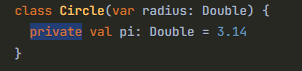 class Circle(var radius: Double) {
    private val pi: Double = 3.14
}